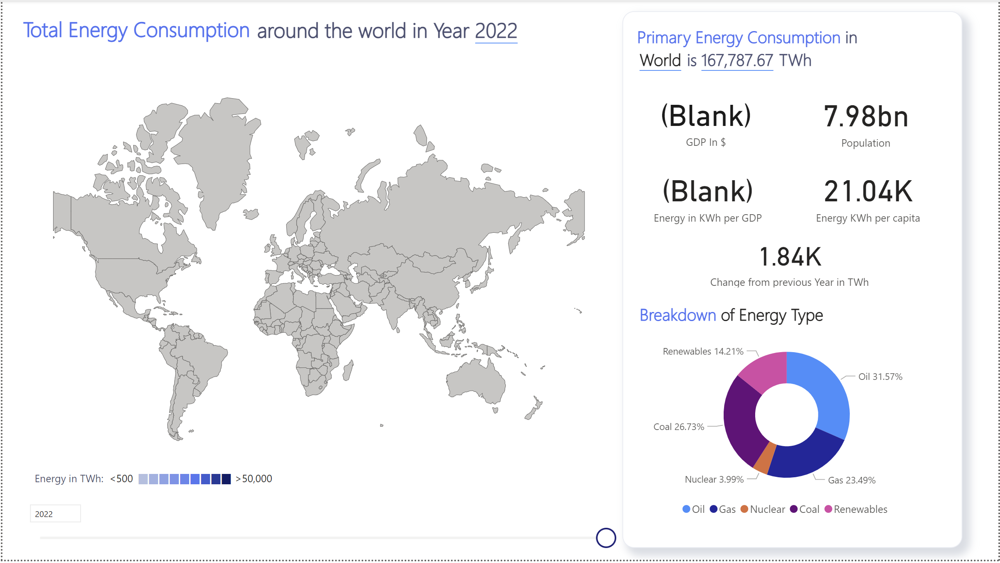 Total Energy Consumption around the world in Year 2022
Energy in TWh: <500 >50,000
2022
Primary Energy Consumption in
World is 167,787.67 TWh
(Blank)
GDP In $
7.98bn
Population
(Blank)
Energy in KWh per GDP
21.04K
Energy KWh per capita
1.84K
Change from previous Year in TWh
Breakdown of Energy Type
Renewables 14.21%
Oil 31.57%
Coal 26.73%
Nuclear 3.99%
Gas 23.49%
Oil Gas Nuclear Coal Renewables